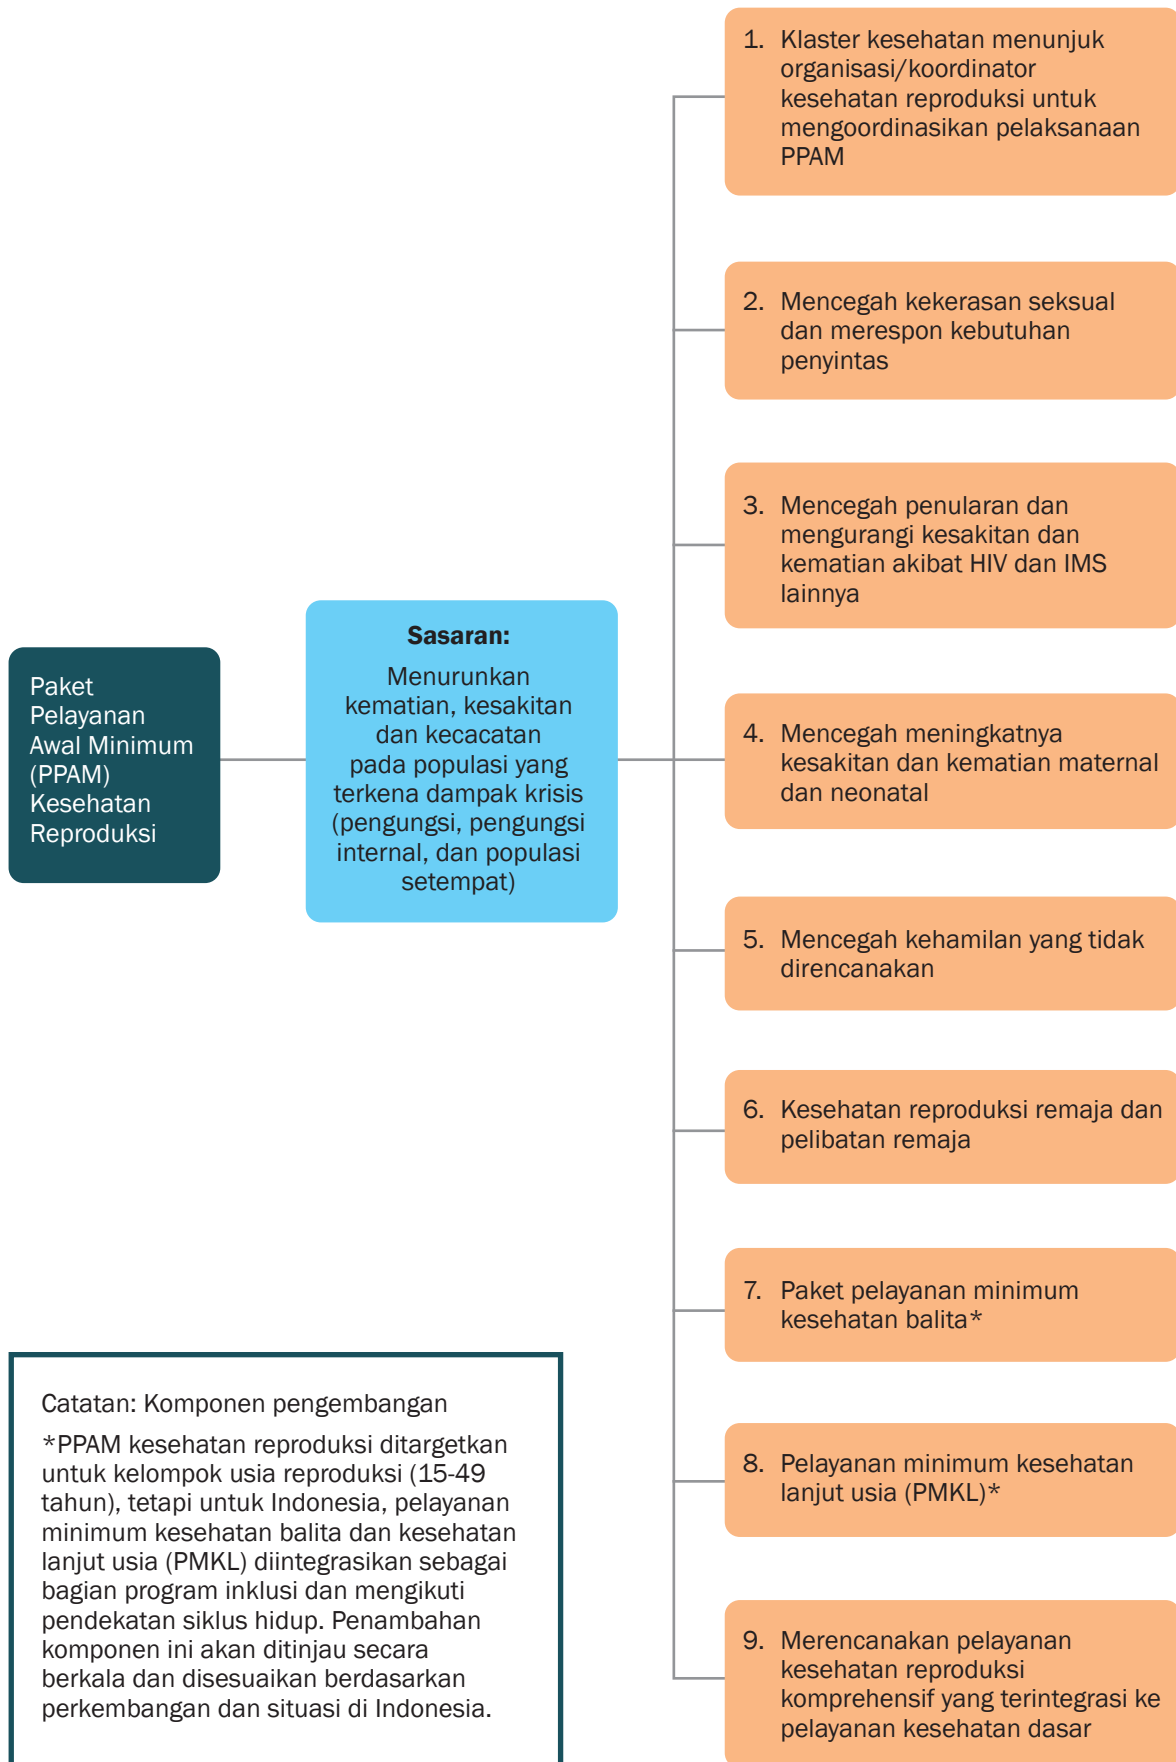 Paket
Pelayanan
Awal Minimum
(PPAM)
Kesehatan
Reproduksi
Sasaran:
Menurunkan
kematian, kesakitan
dan kecacatan
pada populasi yang
terkena dampak krisis
(pengungsi, pengungsi
internal, dan populasi
setempat)
1. Klaster kesehatan menunjuk
organisasi/koordinator
kesehatan reproduksi untuk
mengoordinasikan pelaksanaan
PPAM
2. Mencegah kekerasan seksual
dan merespon kebutuhan
penyintas
3. Mencegah penularan dan
mengurangi kesakitan dan
kematian akibat HIV dan IMS
lainnya
4. Mencegah meningkatnya
kesakitan dan kematian maternal
dan neonatal
5. Mencegah kehamilan yang tidak
direncanakan
6. Kesehatan reproduksi remaja dan
pelibatan remaja
7. Paket pelayanan minimum
kesehatan balita*
8. Pelayanan minimum kesehatan
lanjut usia (PMKL)*
9. Merencanakan pelayanan
kesehatan reproduksi
komprehensif yang terintegrasi ke
pelayanan kesehatan dasar
Catatan: Komponen pengembangan
*PPAM kesehatan reproduksi ditargetkan
untuk kelompok usia reproduksi (15-49
tahun), tetapi untuk Indonesia, pelayanan
minimum kesehatan balita dan kesehatan
lanjut usia (PMKL) diintegrasikan sebagai
bagian program inklusi dan mengikuti
pendekatan siklus hidup. Penambahan
komponen ini akan ditinjau secara
berkala dan disesuaikan berdasarkan
perkembangan dan situasi di Indonesia.